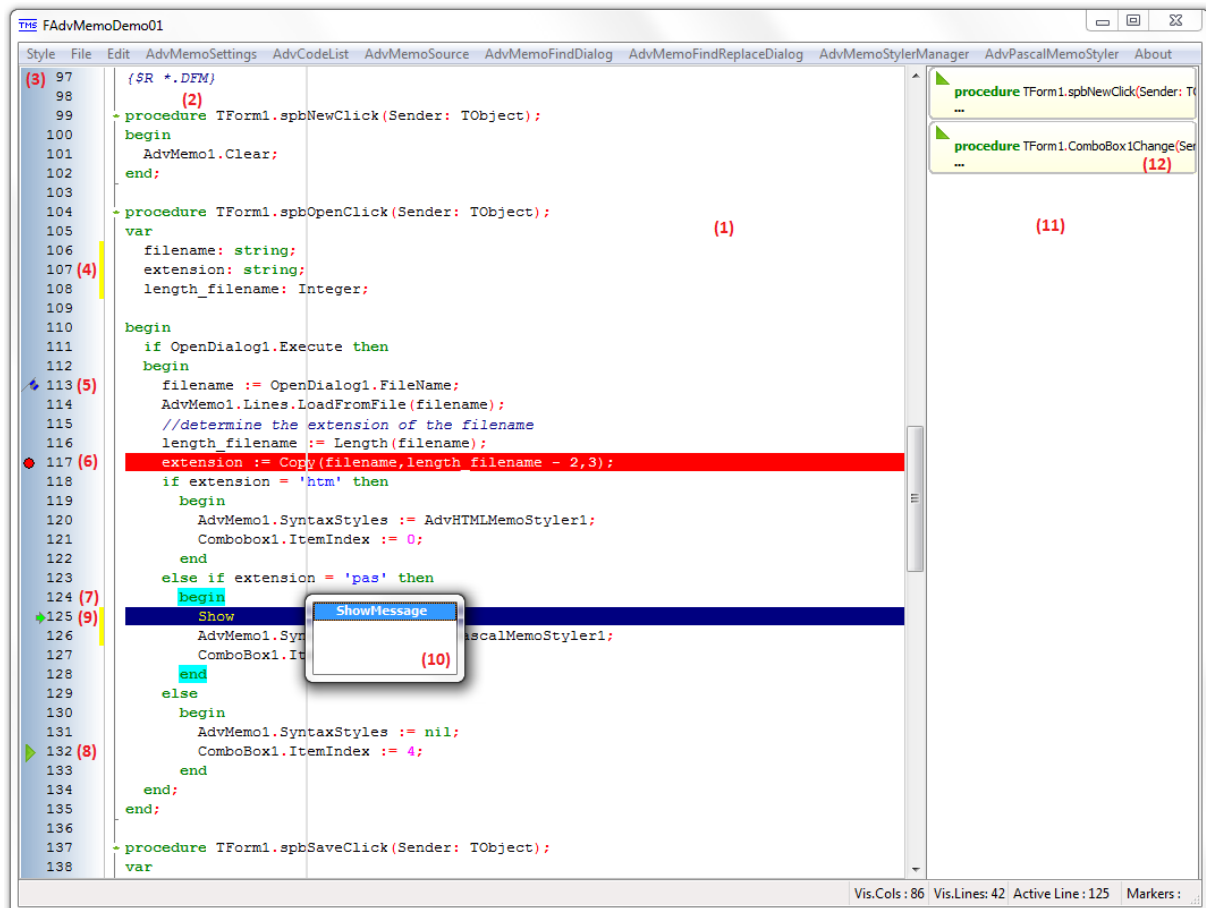 TMS FAdvMemoDemo01
Style File Edit AdvMemoSettings AdvCodeList AdvMemoSource AdvMemoFindDialog AdvMemoFindReplaceDialog AdvMemoStylerManager AdvPascalMemoStyler About
(3) 97 {$R *.DFM}
98 (2)
99 procedure TForm1.spbNewClick(Sender: TObject);
100 begin
101 AdvMemo1.Clear;
102 end;
103
104 procedure TForm1.spbOpenClick(Sender: TObject);
105 var (1)
106 filename: string;
107 (4) extension: string;
108 length_filename: Integer;
109
110 begin
111 if OpenDialog1.Execute then
112 begin
113 (5) filename := OpenDialog1.FileName;
114 AdvMemo1.Lines.LoadFromFile(filename);
115 //determine the extension of the filename
116 length_filename := Length(filename);
117 (6) extension := Copy(filename,length_filename - 2,3);
118 if extension = 'htm' then
119 begin
120 AdvMemo1.SyntaxStyles := AdvHTMLMemoStyler1;
121 Combobox1.ItemIndex := 0;
122 end
123 else if extension = 'pas' then
124 (7) begin
125 (9) Show
126 AdvMemo1.Syn ascalMemoStyler1;
127 ComboBox1.It
128 end
129 else
130 begin
131 AdvMemo1.SyntaxStyles := nil;
132 (8) ComboBox1.ItemIndex := 4;
133 end
134 end;
135 end;
136
137 procedure TForm1.spbSaveClick(Sender: TObject);
138 var
ShowMessage
(10)
procedure TForm1.spbNewClick(Sender: T
...
procedure TForm1.ComboBox1Change(Ser
...
(12)
(11)
Vis.Cols : 86 Vis.Lines: 42 Active Line : 125 Markers :